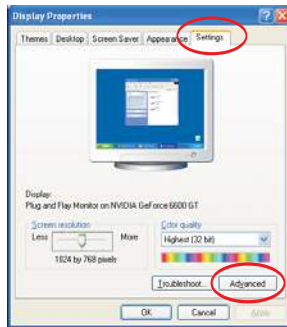 Display Properties
Themes Desktop Screen Saver Appearance Settings
Display:
Plug and Play Monitor on NVIDIA GeForce 6600 GT
Screen resolution
Less More
1024 by 768 pixels
Color quality
Highest (32 bit)
Troubleshoot... Advanced
OK Cancel Apply